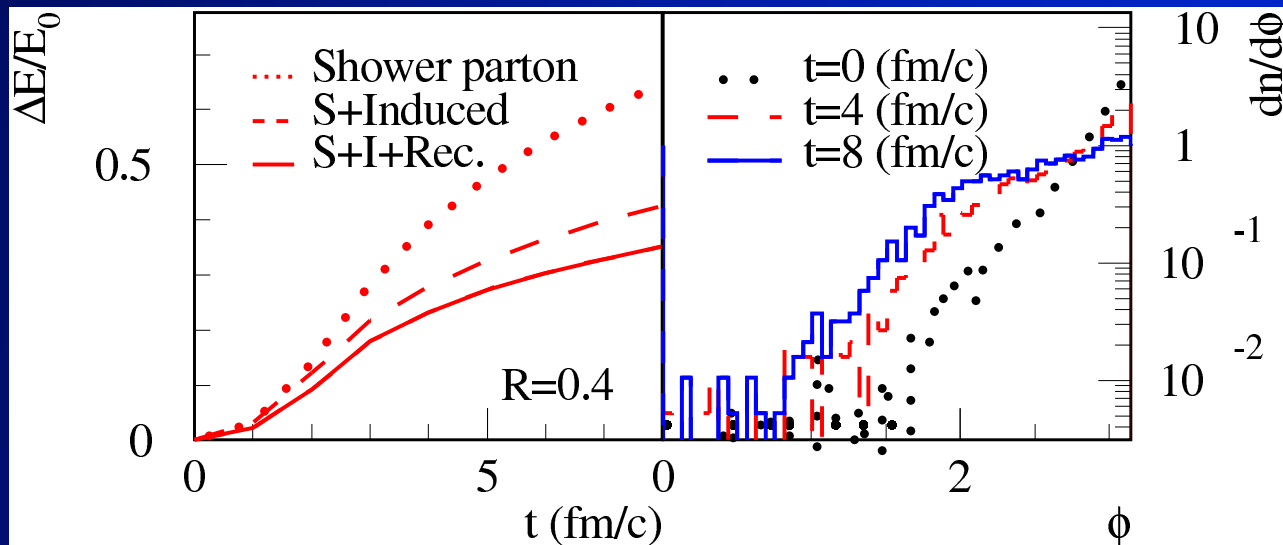 ΔE/E₀
0.5
0
Shower parton
S+Induced
S+I+Rec.
R=0.4
0
5
t (fm/c)
t=0 (fm/c)
t=4 (fm/c)
t=8 (fm/c)
0
2
ϕ
10
1
10 -1
10 -2
dn/dϕ